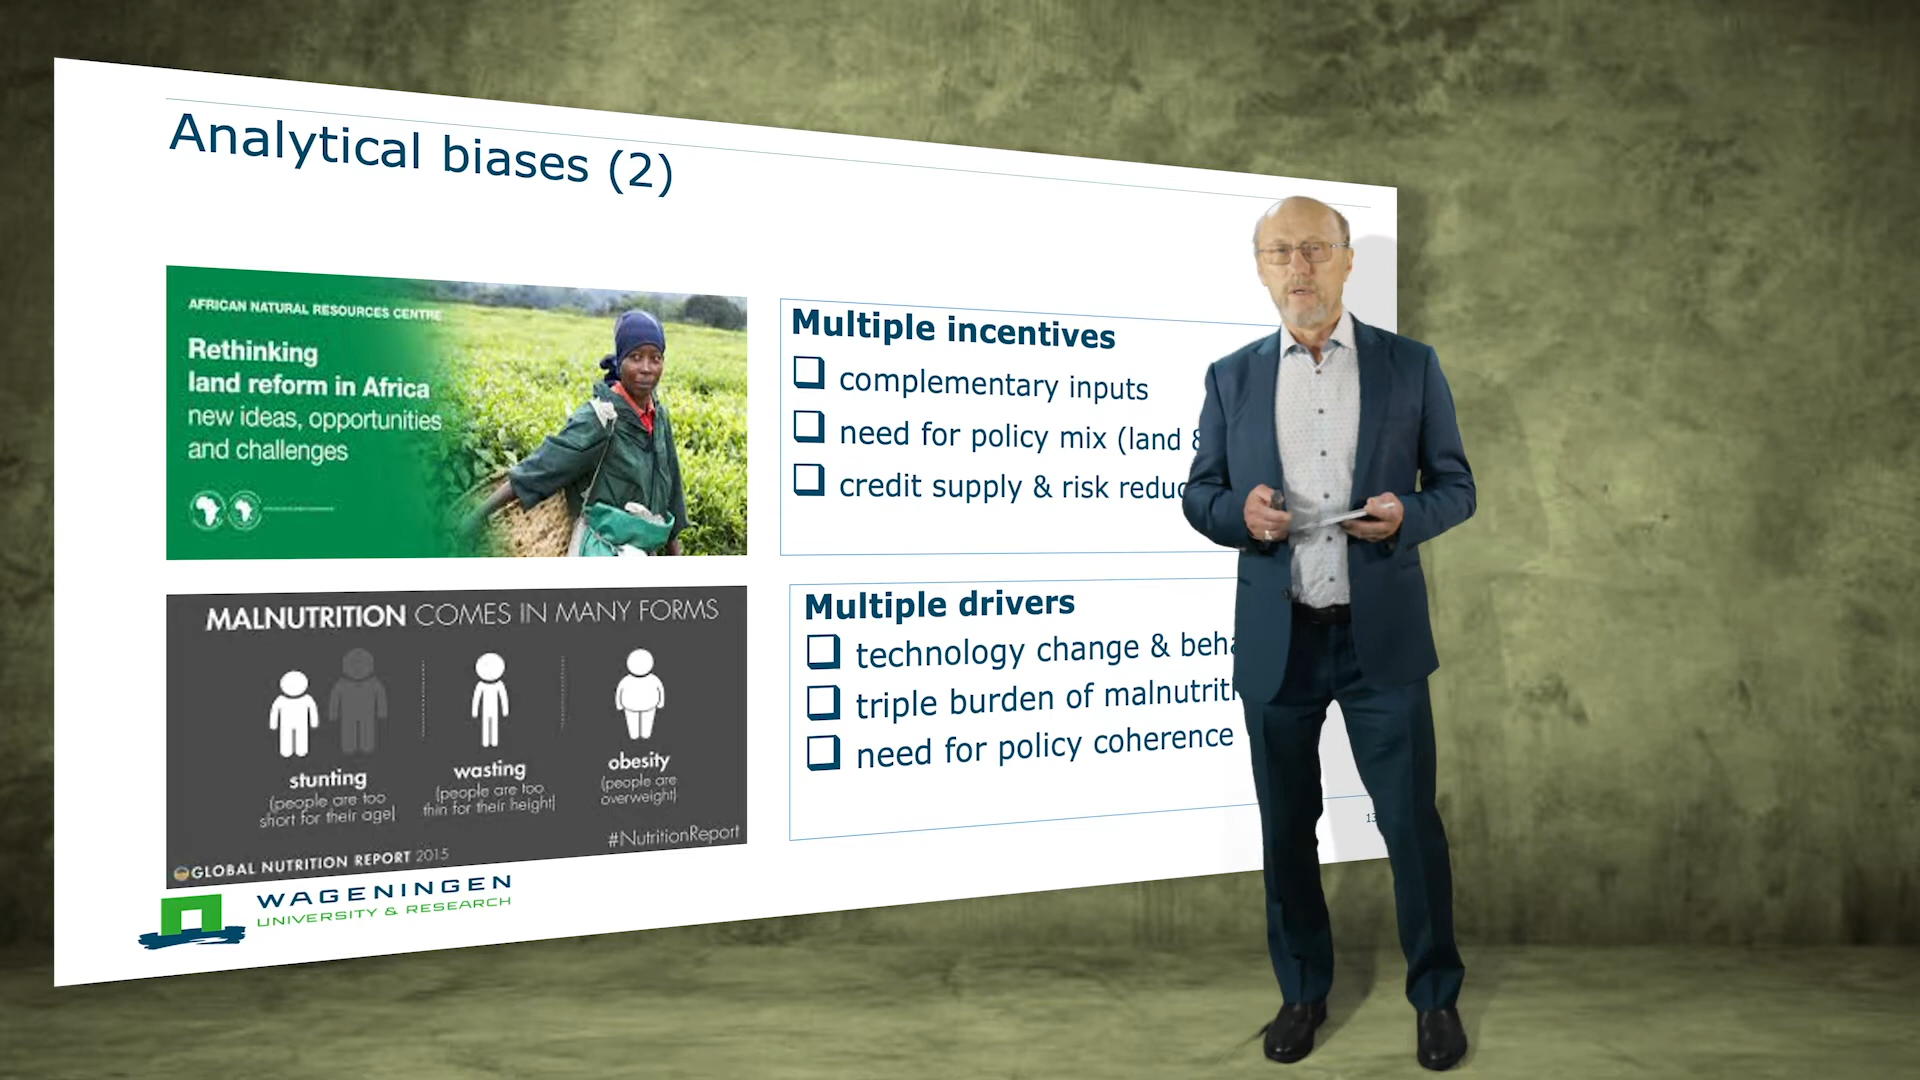 Analytical biases (2)
AFRICAN NATURAL RESOURCES CENTRE
Rethinking
land reform in Africa
new ideas, opportunities
and challenges
Multiple incentives
complementary inputs
need for policy mix (land &
credit supply & risk
MALNUTRITION COMES IN MANY FORMS
stunting
(people are too
short for their age)
wasting
(people are too
thin for their height)
obesity
(people are
overweight)
#NutritionReport
GLOBAL NUTRITION REPORT 2015
Multiple drivers
technology change &
triple burden of
need for policy coherence
13
WAGENINGEN
UNIVERSITY & RESEARCH